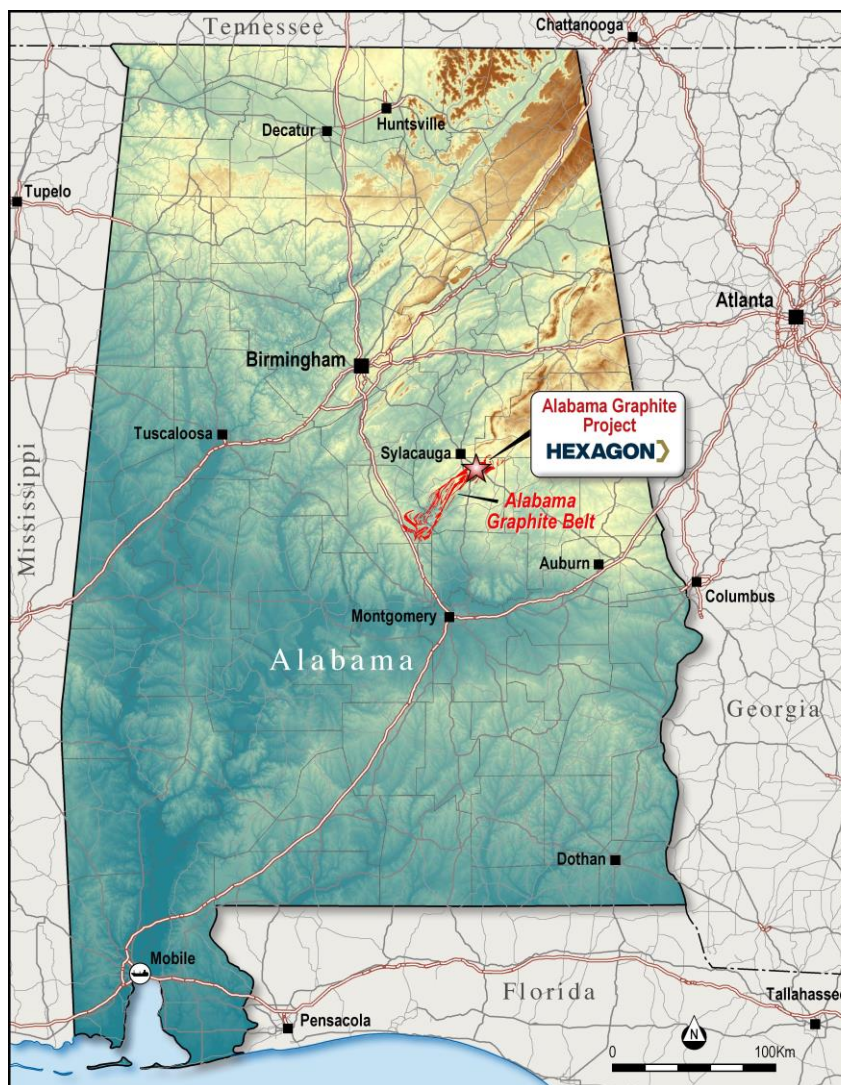 Tennessee
Chattanooga
Huntsville
Decatur
Tupelo
Atlanta
Birmingham
Alabama Graphite
Project
HEXAGON
Tuscaloosa
Sylacauga
Alabama
Graphite Belt
Mississippi
Auburn
Columbus
Montgomery
Alabama
Georgia
Dothan
Mobile
Florida
Tallahassee
Pensacola
N
0
100Km